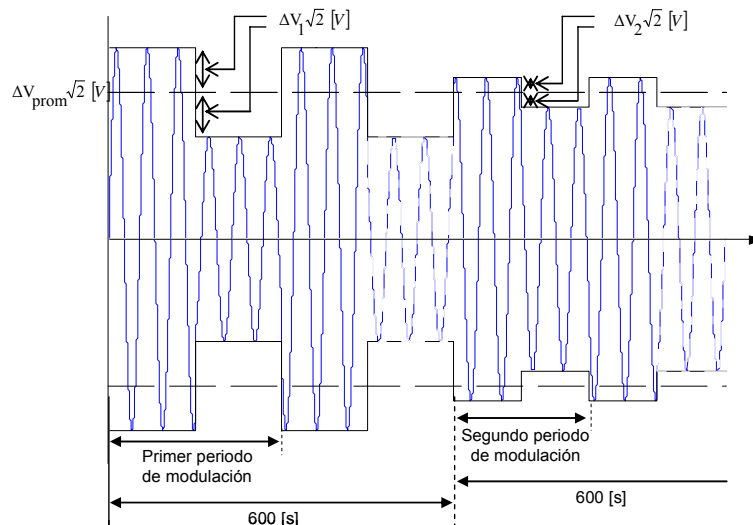 ΔV₁√2 [V]
ΔV₂√2 [V]
ΔVprom√2 [V]
Primer periodo
de modulación
Segundo periodo
de modulación
600 [s]
600 [s]